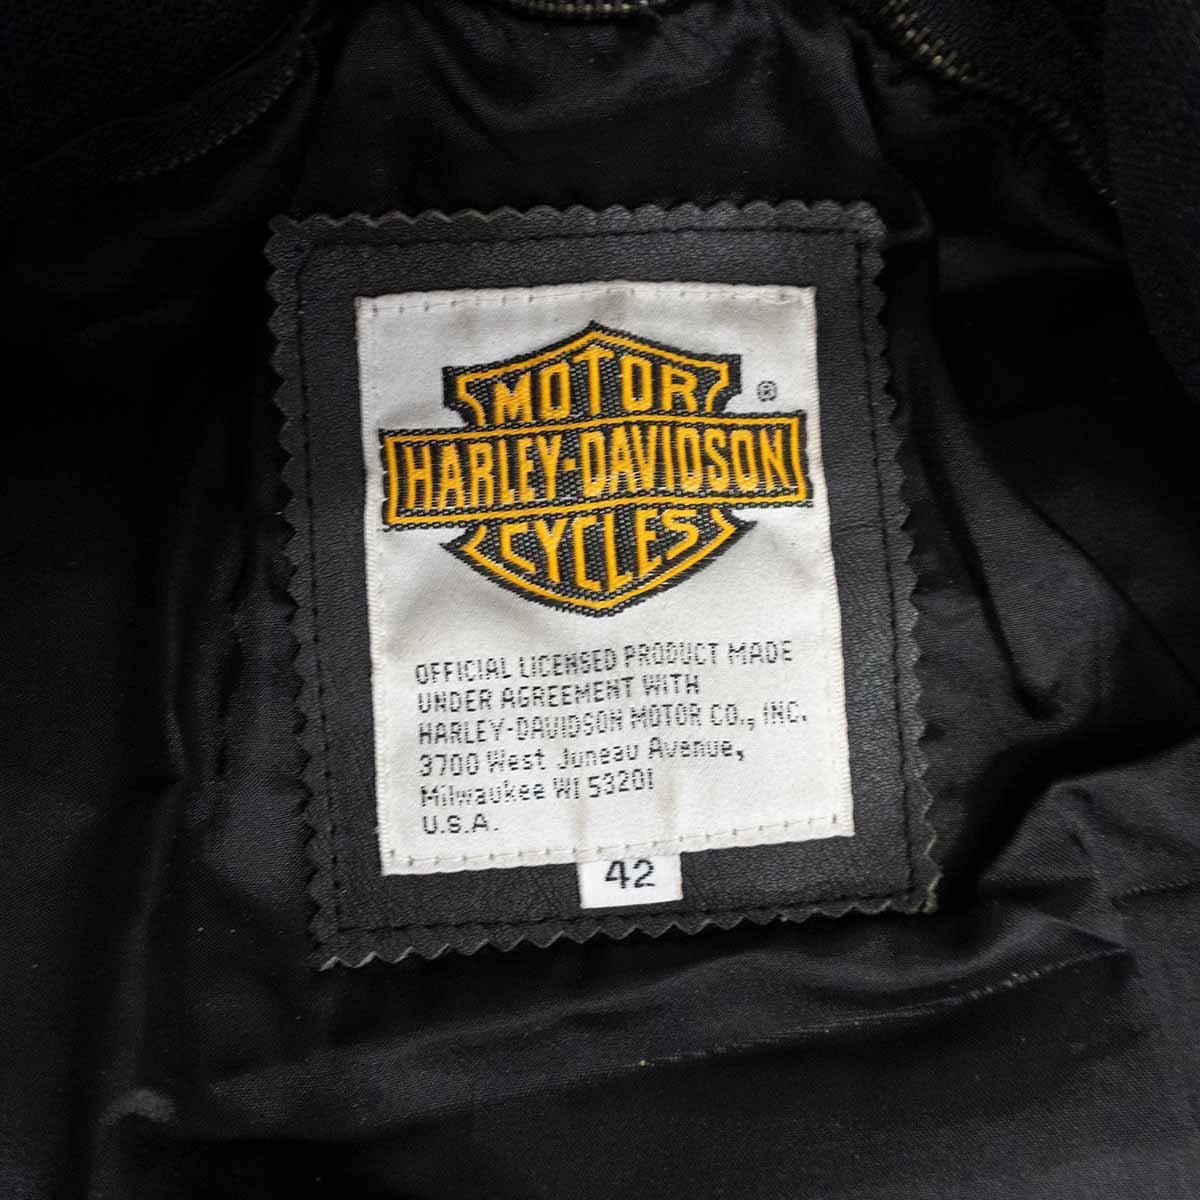 MOTOR
®
HARLEY-DAVIDSON
CYCLES
OFFICIAL LICENSED PRODUCT MADE
UNDER AGREEMENT WITH
HARLEY-DAVIDSON MOTOR CO., INC.
3700 West Juneau Avenue,
Milwaukee WI 53201
U.S.A.
42